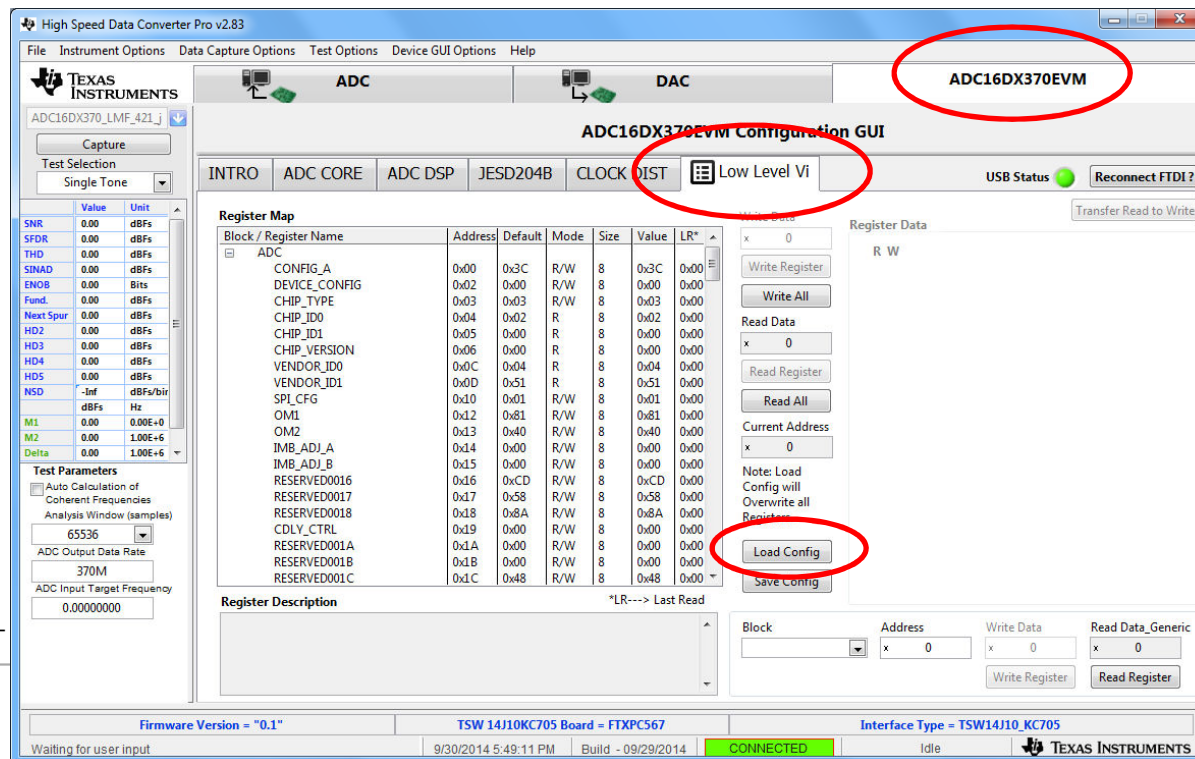 High Speed Data Converter Pro v2.83
File Instrument Options Data Capture Options Test Options Device GUI Options Help
TEXAS INSTRUMENTS
ADC
DAC
ADC16DX370EVM
ADC16DX370_LMF_421_j
Capture
Test Selection
Single Tone
Value Unit
SNR 0.00 dBFs
SFDR 0.00 dBFs
THD 0.00 dBFs
SINAD 0.00 dBFs
ENOB 0.00 Bits
Fund. 0.00 dBFs
Next Spur 0.00 dBFs
HD2 0.00 dBFs
HD3 0.00 dBFs
HD4 0.00 dBFs
HD5 0.00 dBFs
NSD -Inf dBFs/bin
dBFs Hz
M1 0.00 0.00E+0
M2 0.00 1.00E+6
Delta 0.00 1.00E+6
Test Parameters
Auto Calculation of
Coherent Frequencies
Analysis Window (samples)
65536
ADC Output Data Rate
370M
ADC Input Target Frequency
0.00000000
ADC16DX370EVM Configuration GUI
INTRO ADC CORE ADC DSP JESD204B CLOCK DIST Low Level Vi
USB Status
Reconnect FTDI ?
Register Map
Block / Register Name Address Default Mode Size Value LR*
ADC
CONFIG_A 0x00 0x3C R/W 8 0x3C 0x00
DEVICE_CONFIG 0x02 0x00 R/W 8 0x00 0x00
CHIP_TYPE 0x03 0x03 R/W 8 0x03 0x00
CHIP_ID0 0x04 0x02 R 8 0x02 0x00
CHIP_ID1 0x05 0x00 R 8 0x00 0x00
CHIP_VERSION 0x06 0x00 R 8 0x00 0x00
VENDOR_ID0 0x0C 0x04 R 8 0x04 0x00
VENDOR_ID1 0x0D 0x51 R 8 0x51 0x00
SPI_CFG 0x10 0x01 R/W 8 0x01 0x00
OM1 0x12 0x81 R/W 8 0x81 0x00
OM2 0x13 0x40 R/W 8 0x40 0x00
IMB_ADJ_A 0x14 0x00 R/W 8 0x00 0x00
IMB_ADJ_B 0x15 0x00 R/W 8 0x00 0x00
RESERVED0016 0x16 0xCD R/W 8 0xCD 0x00
RESERVED0017 0x17 0x58 R/W 8 0x58 0x00
RESERVED0018 0x18 0x8A R/W 8 0x8A 0x00
CDLY_CTRL 0x19 0x00 R/W 8 0x00 0x00
RESERVED001A 0x1A 0x00 R/W 8 0x00 0x00
RESERVED001B 0x1B 0x00 R/W 8 0x00 0x00
RESERVED001C 0x1C 0x48 R/W 8 0x48 0x00
*LR---> Last Read
Register Description
Write Data
x 0
Write Register
Write All
Read Data
x 0
Read Register
Read All
Current Address
x 0
Note: Load
Config will
Overwrite all
Registers
Load Config
Save Config
Transfer Read to Write
Register Data
R W
Block Address Write Data Read Data_Generic
x 0 x 0 x 0
Write Register Read Register
Firmware Version = "0.1" TSW 14J10KC705 Board = FTXPC567 Interface Type = TSW14J10_KC705
Waiting for user input 9/30/2014 5:49:11 PM Build - 09/29/2014 CONNECTED Idle TEXAS INSTRUMENTS